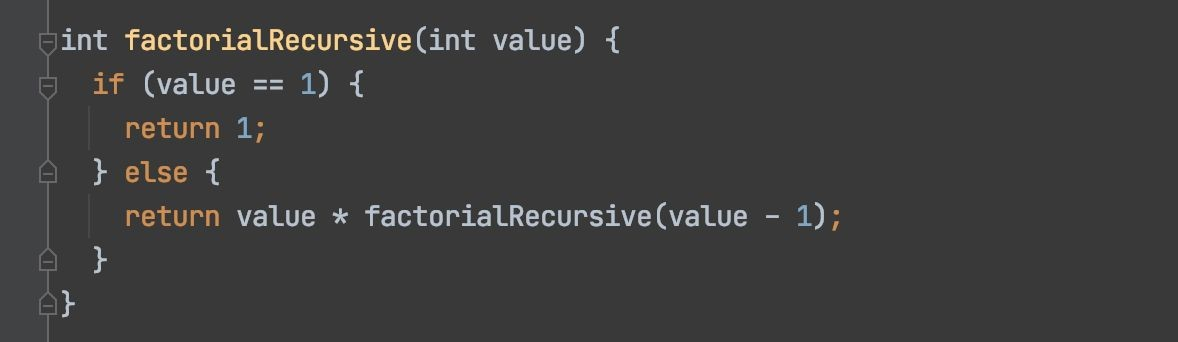 int factorialRecursive(int value) {
  if (value == 1) {
    return 1;
  } else {
    return value * factorialRecursive(value - 1);
  }
}